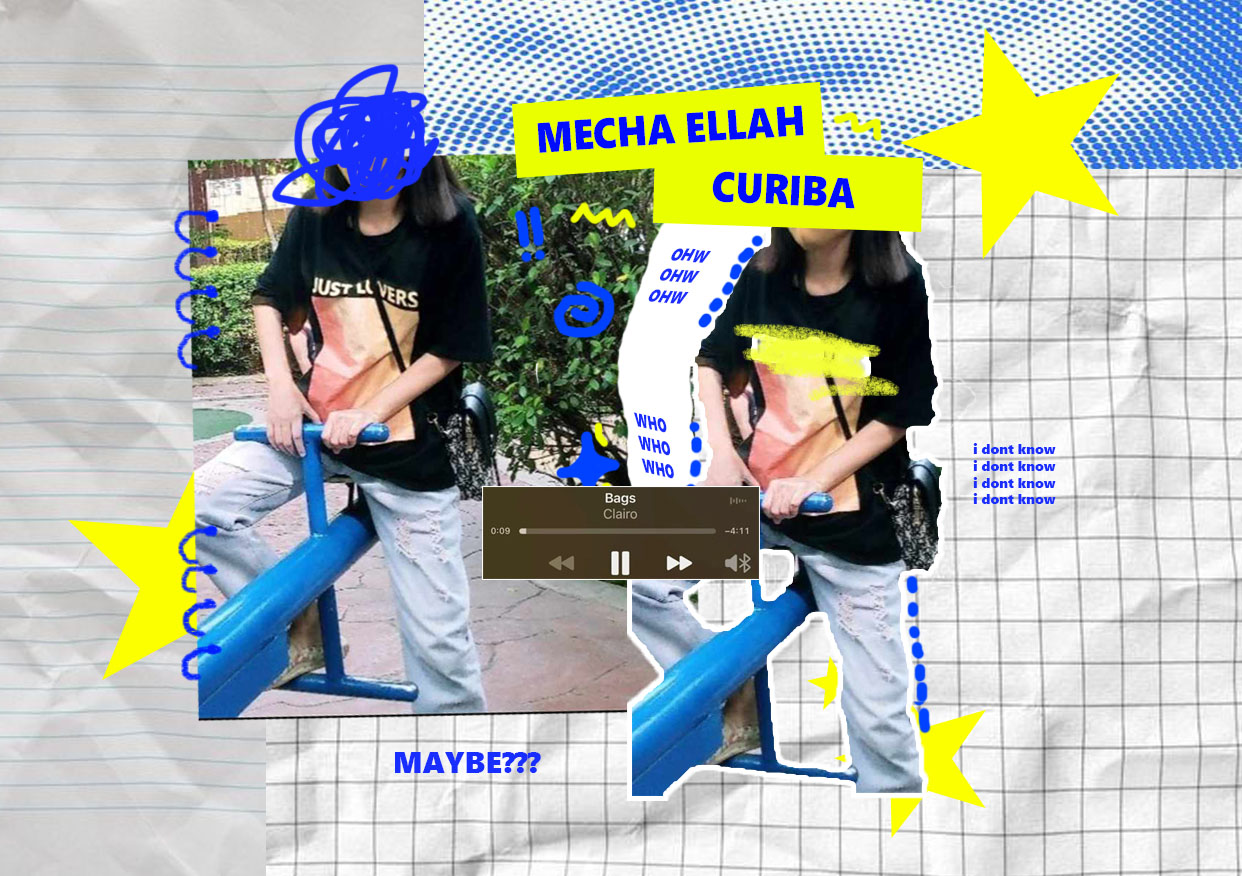 MECHA ELLAH
CURIBA
JUST LOVERS
!!
OHW
OHW
OHW
WHO
WHO
WHO
Bags
Clairo
0:09
−4:11
i dont know
i dont know
i dont know
i dont know
MAYBE???